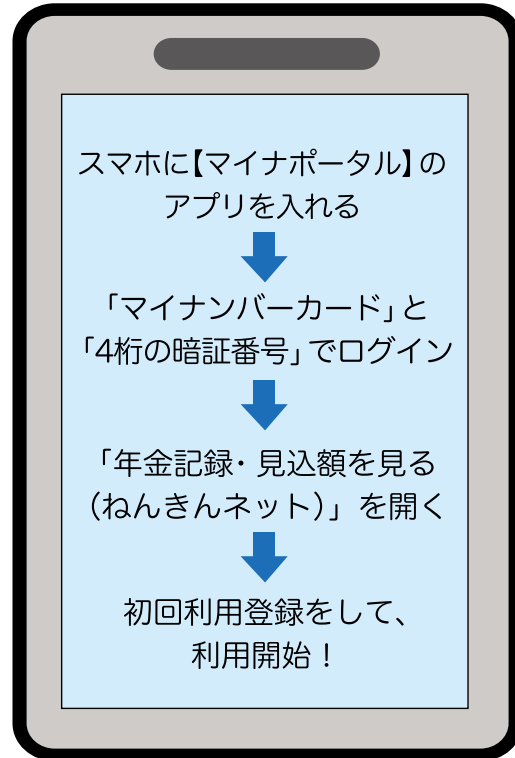 スマホに【マイナポータル】の
アプリを入れる
「マイナンバーカード」と
「4桁の暗証番号」でログイン
「年金記録・見込額を見る
（ねんきんネット）」を開く
初回利用登録をして、
利用開始！